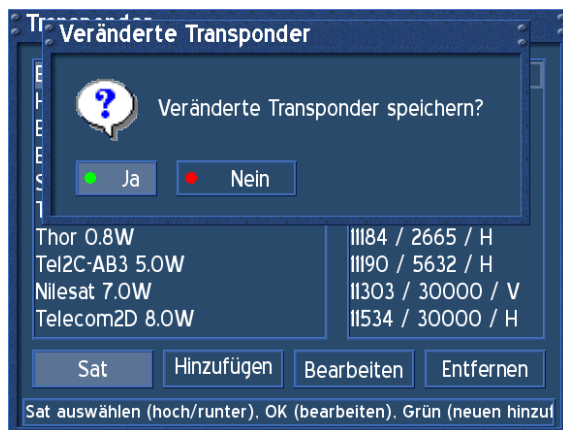 Veränderte Transponder
Veränderte Transponder speichern?
Ja
Nein
Thor 0.8W
11184 / 2665 / H
Tel2C-AB3 5.0W
11190 / 5632 / H
Nilesat 7.0W
11303 / 30000 / V
Telecom2D 8.0W
11534 / 30000 / H
Sat
Hinzufügen
Bearbeiten
Entfernen
Sat auswählen (hoch/runter), OK (bearbeiten), Grün (neuen hinzuf